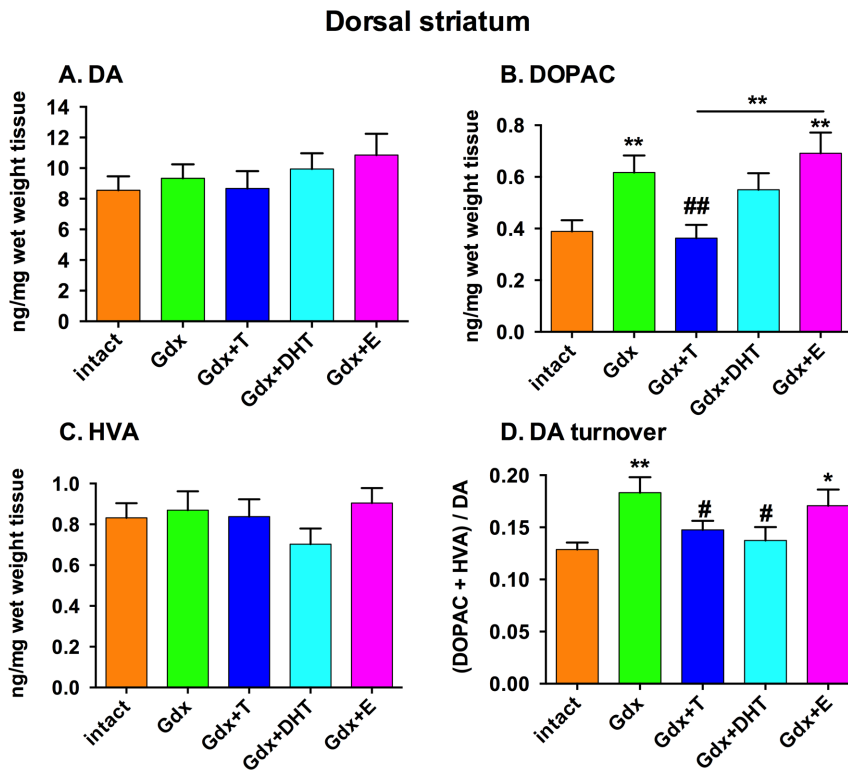 Dorsal striatum
A. DA
ng/mg wet weight tissue
14
12
10
8
6
4
2
0
intact
Gdx
Gdx+T
Gdx+DHT
Gdx+E
B. DOPAC
ng/mg wet weight tissue
0.8
0.6
0.4
0.2
0.0
**
**
##
**
intact
Gdx
Gdx+T
Gdx+DHT
Gdx+E
C. HVA
ng/mg wet weight tissue
1.0
0.8
0.6
0.4
0.2
0.0
intact
Gdx
Gdx+T
Gdx+DHT
Gdx+E
D. DA turnover
(DOPAC + HVA) / DA
0.20
0.15
0.10
0.05
0.00
**
#
#
*
intact
Gdx
Gdx+T
Gdx+DHT
Gdx+E